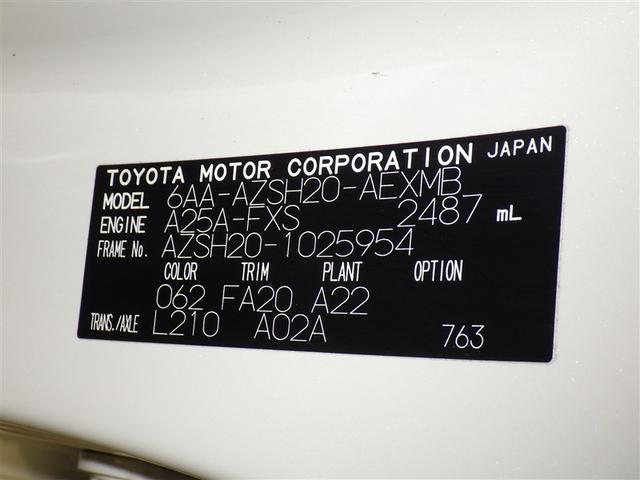 TOYOTA MOTOR CORPORATION JAPAN
MODEL 6AA-AZSH20-AEXMB
ENGINE A25A-FXS 2487 mL
FRAME No. AZSH20-1025954
COLOR TRIM PLANT OPTION
062 FA20 A22
TRANS./AXLE L210 A02A 763